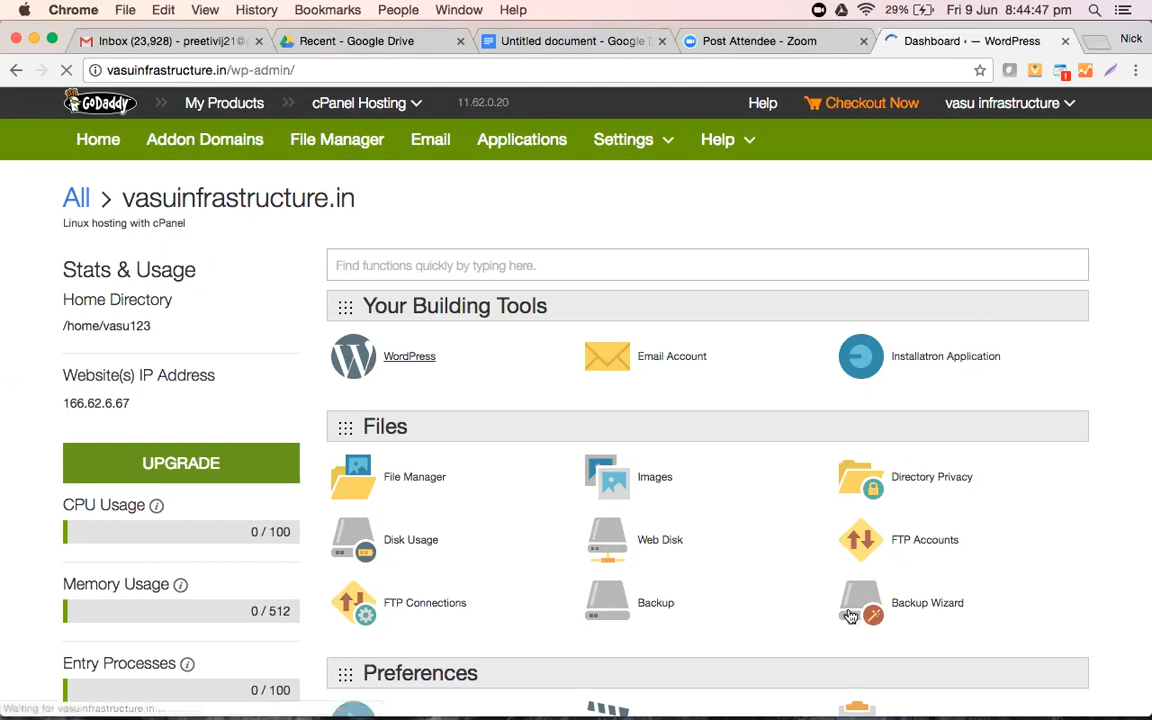 Chrome File Edit View History Bookmarks People Window Help 29% Fri 9 Jun 8:44:47 pm
Inbox (23,928) - preetivij21@g Recent - Google Drive Untitled document - Google D Post Attendee - Zoom Dashboard ‹ — WordPress Nick
vasuinfrastructure.in/wp-admin/
GoDaddy My Products cPanel Hosting 11.62.0.20 Help Checkout Now vasu infrastructure
Home Addon Domains File Manager Email Applications Settings Help
All > vasuinfrastructure.in
Linux hosting with cPanel
Stats & Usage
Home Directory
/home/vasu123
Website(s) IP Address
166.62.6.67
UPGRADE
CPU Usage
0 / 100
Memory Usage
0 / 512
Entry Processes
0 / 100
Find functions quickly by typing here.
Your Building Tools
WordPress Email Account Installatron Application
Files
File Manager Images Directory Privacy
Disk Usage Web Disk FTP Accounts
FTP Connections Backup Backup Wizard
Preferences
Waiting for vasuinfrastructure.in...